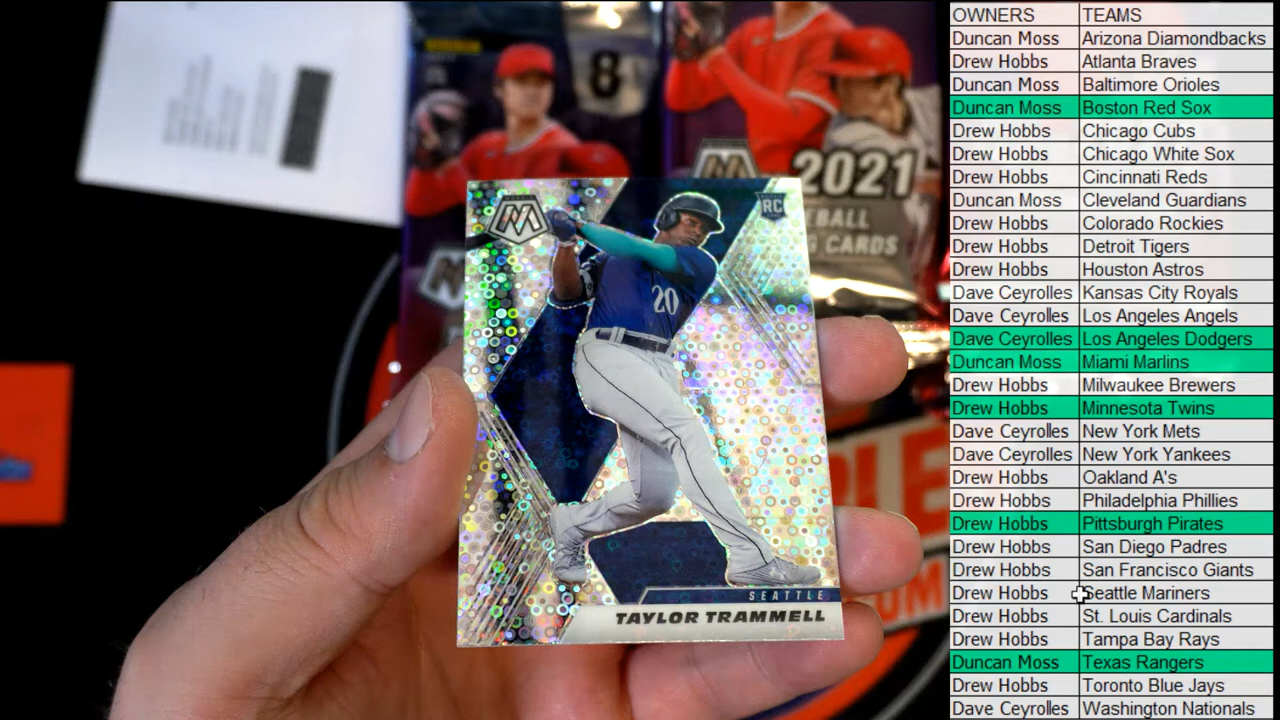 8
2021
CARDS
RC
20
SEATTLE
TAYLOR TRAMMELL
OWNERS TEAMS
Duncan Moss Arizona Diamondbacks
Drew Hobbs Atlanta Braves
Duncan Moss Baltimore Orioles
Duncan Moss Boston Red Sox
Drew Hobbs Chicago Cubs
Drew Hobbs Chicago White Sox
Drew Hobbs Cincinnati Reds
Duncan Moss Cleveland Guardians
Drew Hobbs Colorado Rockies
Drew Hobbs Detroit Tigers
Drew Hobbs Houston Astros
Dave Ceyrolles Kansas City Royals
Dave Ceyrolles Los Angeles Angels
Dave Ceyrolles Los Angeles Dodgers
Duncan Moss Miami Marlins
Drew Hobbs Milwaukee Brewers
Drew Hobbs Minnesota Twins
Dave Ceyrolles New York Mets
Dave Ceyrolles New York Yankees
Drew Hobbs Oakland A's
Drew Hobbs Philadelphia Phillies
Drew Hobbs Pittsburgh Pirates
Drew Hobbs San Diego Padres
Drew Hobbs San Francisco Giants
Drew Hobbs Seattle Mariners
Drew Hobbs St. Louis Cardinals
Drew Hobbs Tampa Bay Rays
Duncan Moss Texas Rangers
Drew Hobbs Toronto Blue Jays
Dave Ceyrolles Washington Nationals